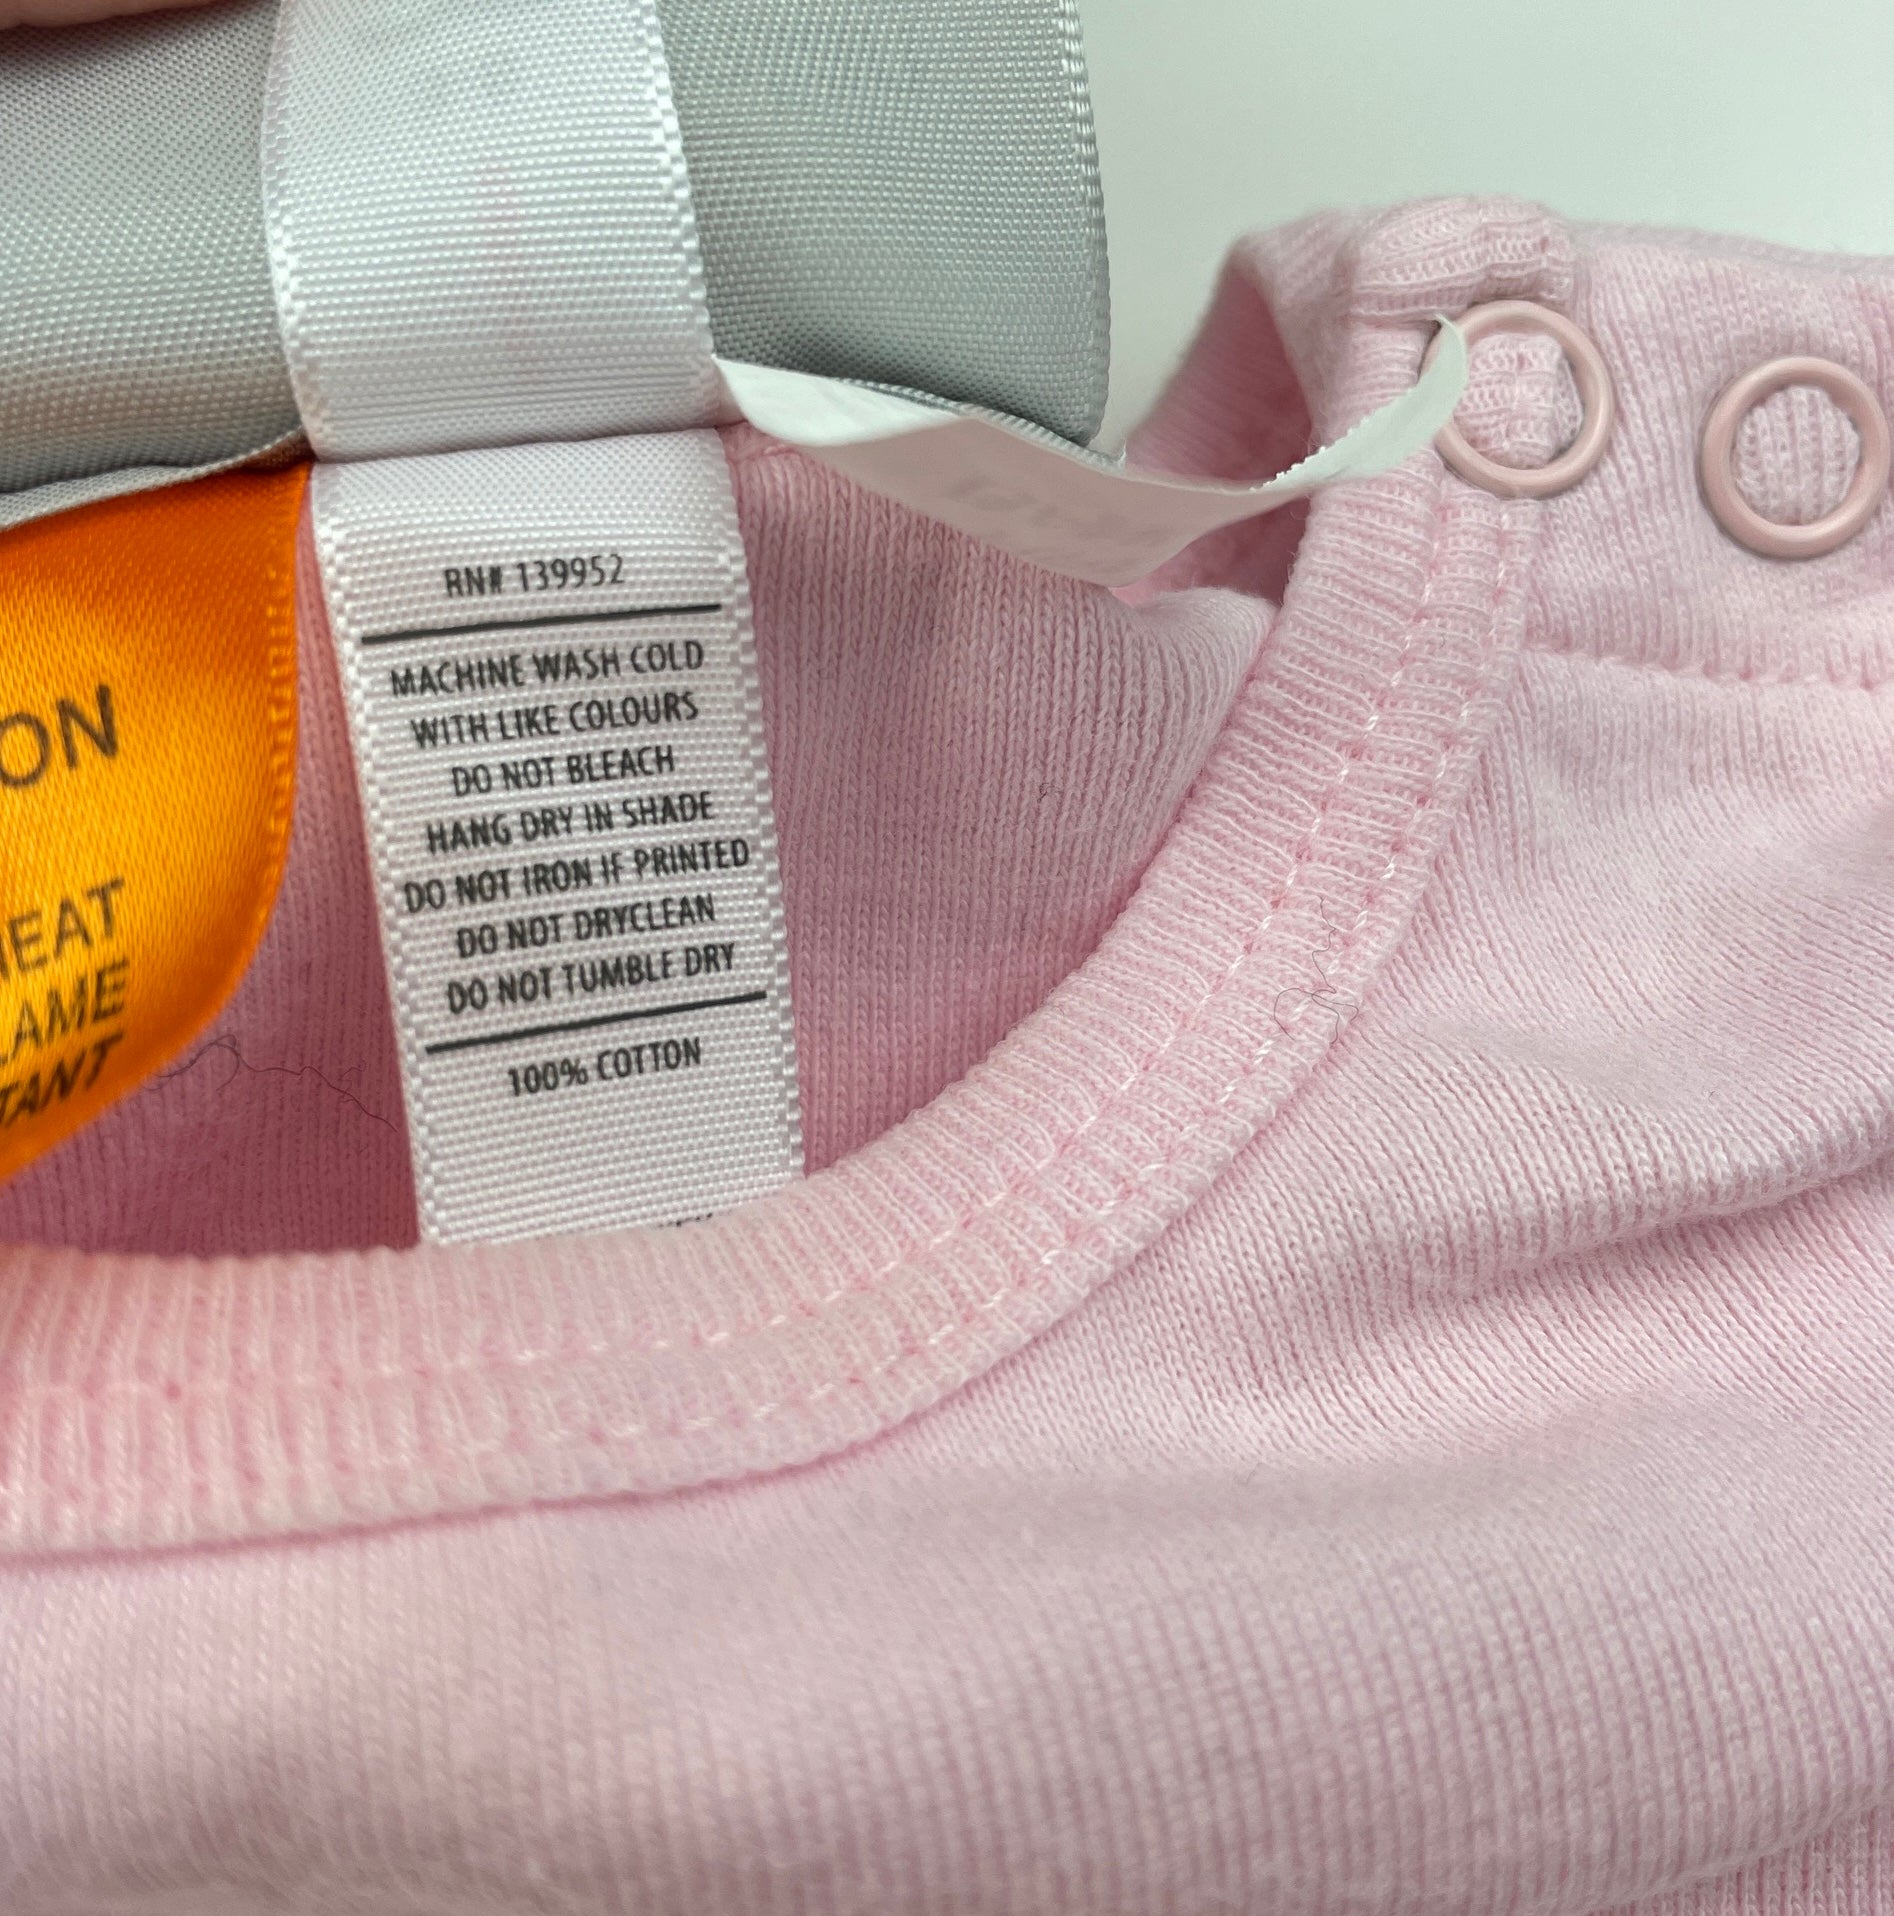 RN# 139952
MACHINE WASH COLD
WITH LIKE COLOURS
DO NOT BLEACH
HANG DRY IN SHADE
DO NOT IRON IF PRINTED
DO NOT DRYCLEAN
DO NOT TUMBLE DRY
100% COTTON
ON
HEAT
LAME
TANT